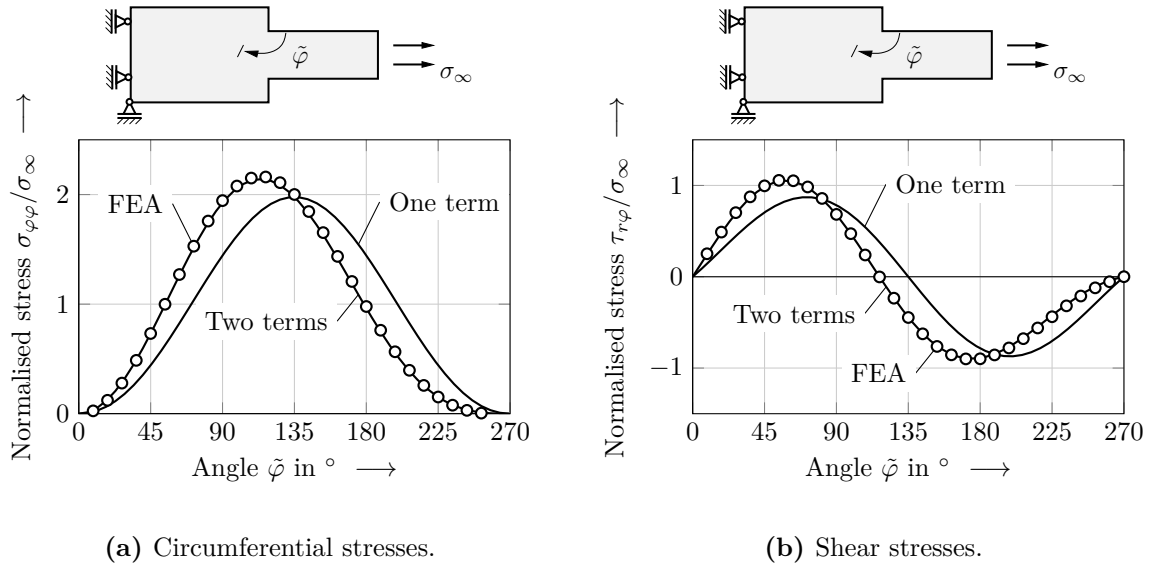 φ̃
σ∞
φ̃
σ∞
Normalised stress σφφ/σ∞ ⟶
2
1
0
FEA
One term
Two terms
0 45 90 135 180 225 270
Angle φ̃ in ° ⟶
Normalised stress τrφ/σ∞ ⟶
1
0
−1
One term
Two terms
FEA
0 45 90 135 180 225 270
Angle φ̃ in ° ⟶
(a) Circumferential stresses.
(b) Shear stresses.